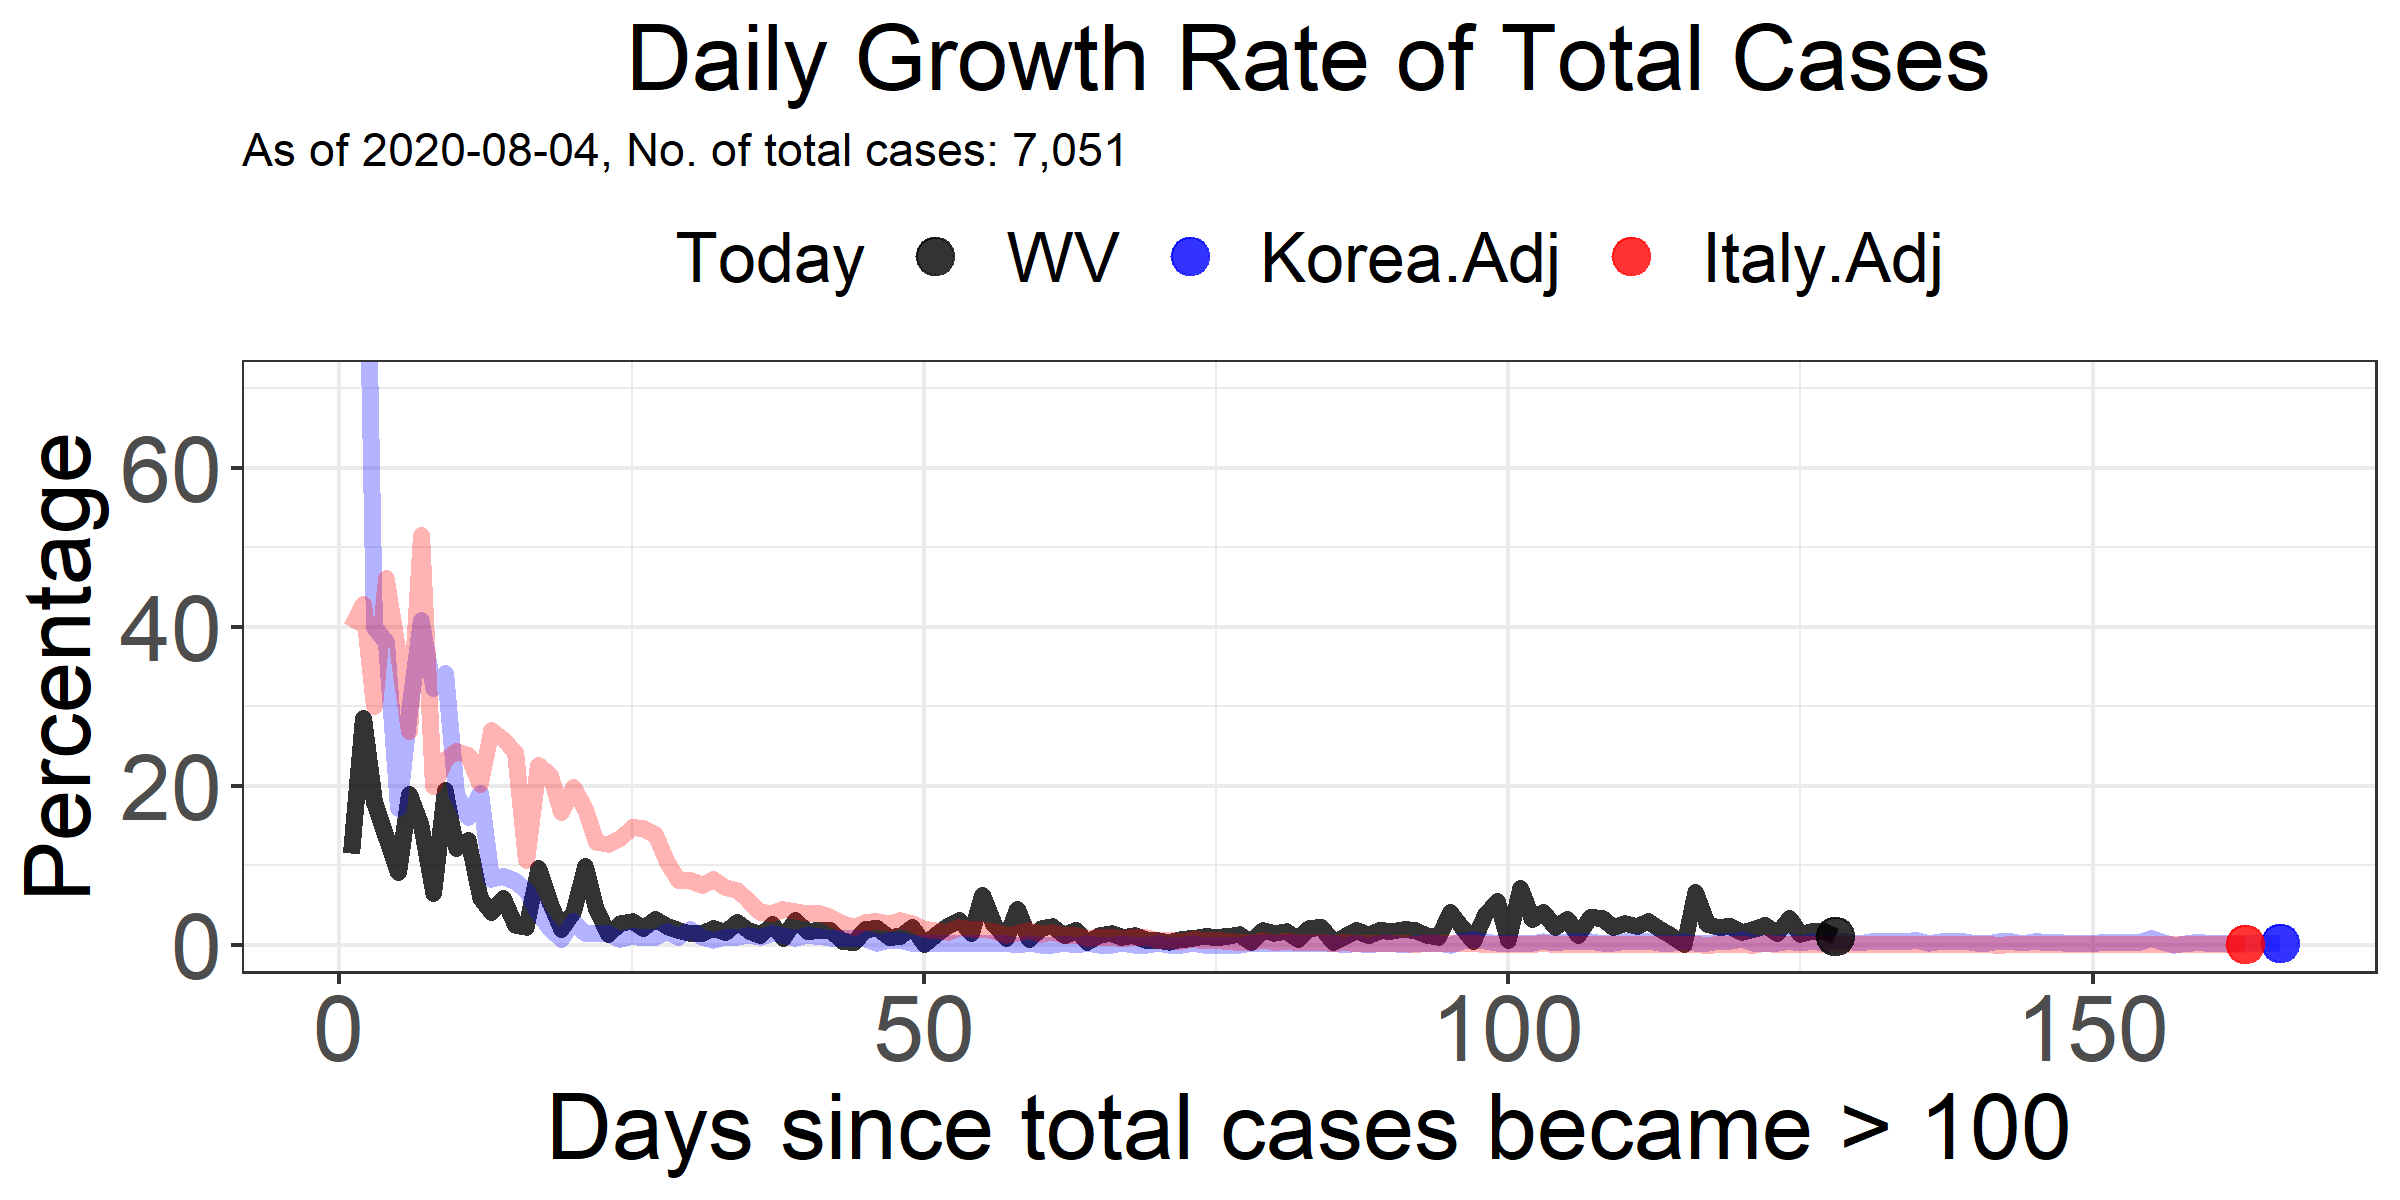 Daily Growth Rate of Total Cases
As of 2020-08-04, No. of total cases: 7,051
Today WV Korea.Adj Italy.Adj
Percentage
60
40
20
0
0 50 100 150
Days since total cases became > 100